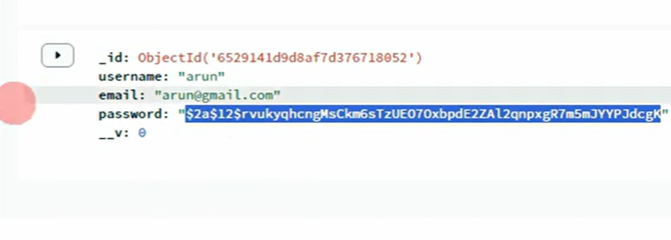 _id: ObjectId('6529141d9d8af7d376718052')
username: "arun"
email: "arun@gmail.com"
password: "$2a$12$rvukyqhcngMsCkm6sTzUEO7OxbpdE2ZAl2qnpxgR7m5mJYYPJdcgK"
__v: 0